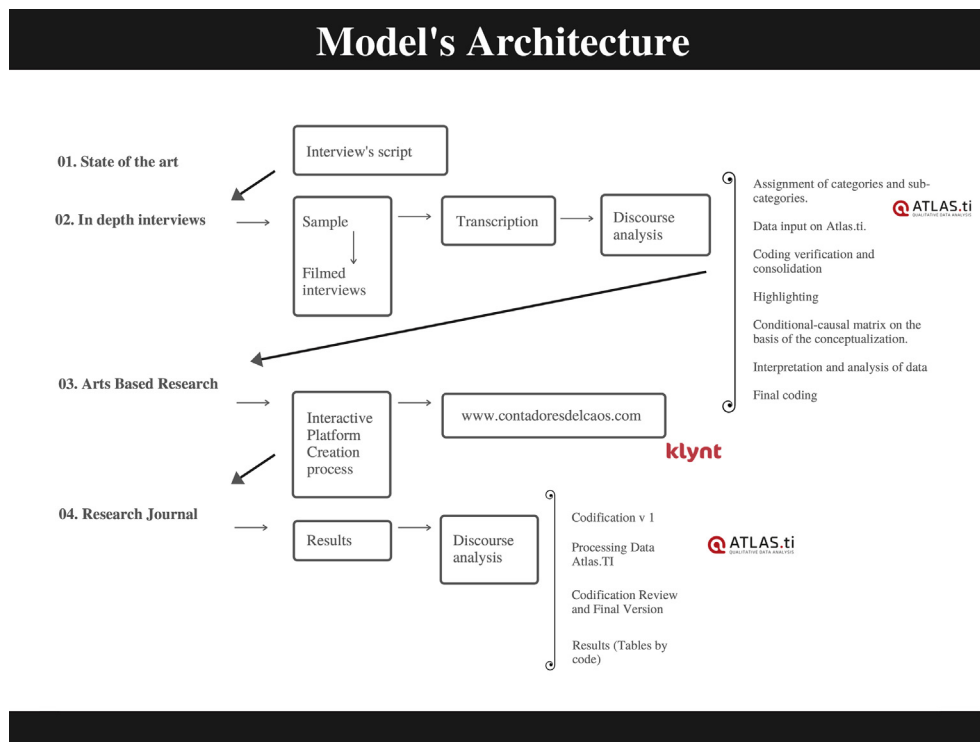 Model's Architecture
01. State of the art
Interview's script
02. In depth interviews
Sample
Filmed
interviews
Transcription
Discourse
analysis
Assignment of categories and sub-
categories.
ATLAS.ti
QUALITATIVE DATA ANALYSIS
Data input on Atlas.ti.
Coding verification and
consolidation
Highlighting
Conditional-causal matrix on the
basis of the conceptualization.
Interpretation and analysis of data
Final coding
03. Arts Based Research
Interactive
Platform
Creation
process
www.contadoresdelcaos.com
klynt
04. Research Journal
Results
Discourse
analysis
Codification v 1
Processing Data
Atlas.TI
Codification Review
and Final Version
Results (Tables by
code)
ATLAS.ti
QUALITATIVE DATA ANALYSIS